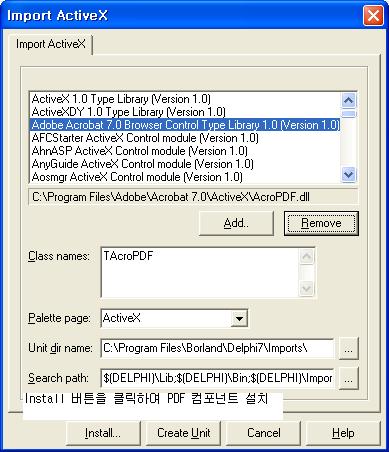 Import ActiveX
Import ActiveX
ActiveX 1.0 Type Library (Version 1.0)
ActiveXDY 1.0 Type Library (Version 1.0)
Adobe Acrobat 7.0 Browser Control Type Library 1.0 (Version 1.0)
AFCStarter ActiveX Control module (Version 1.0)
AhnASP ActiveX Control module (Version 1.0)
AnyGuide ActiveX Control module (Version 1.0)
Aosmgr ActiveX Control module (Version 1.0)
C:\Program Files\Adobe\Acrobat 7.0\ActiveX\AcroPDF.dll
Add.. Remove
Class names: TAcroPDF
Palette page: ActiveX
Unit dir name: C:\Program Files\Borland\Delphi7\Imports\ ...
Search path: $(DELPHI)\Lib;$(DELPHI)\Bin;$(DELPHI)\Impor ...
Install 버튼을 클릭하여 PDF 컴포넌트 설치
Install... Create Unit Cancel Help